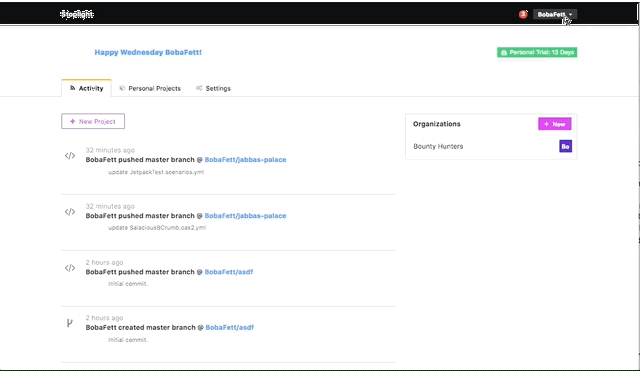 Stoplight
3
BobaFett
Happy Wednesday BobaFett!
Personal Trial: 13 Days
Activity
Personal Projects
Settings
+ New Project
Organizations
+ New
Bounty Hunters
Bo
32 minutes ago
BobaFett pushed master branch @ BobaFett/jabbas-palace
update JetpackTest.scenarios.yml
32 minutes ago
BobaFett pushed master branch @ BobaFett/jabbas-palace
update SalaciousBCrumb.oas2.yml
2 hours ago
BobaFett pushed master branch @ BobaFett/asdf
Initial commit.
2 hours ago
BobaFett created master branch @ BobaFett/asdf
Initial commit.